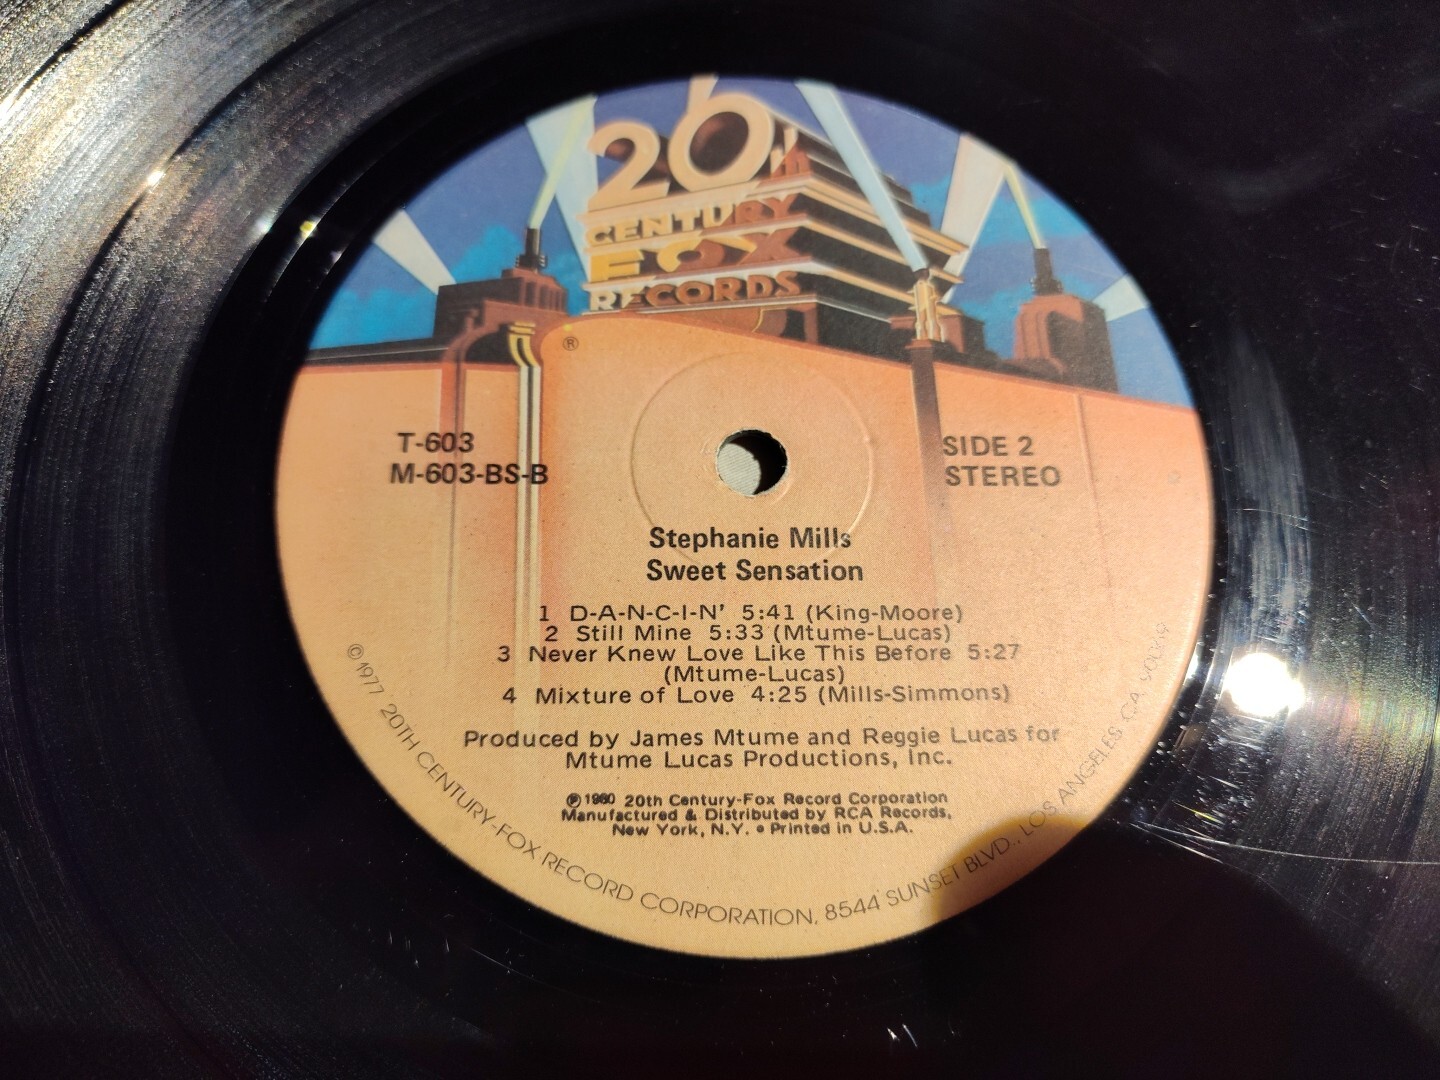 20th
CENTURY
FOX
RECORDS
®
T-603
M-603-BS-B
SIDE 2
STEREO
Stephanie Mills
Sweet Sensation
1 D-A-N-C-I-N' 5:41 (King-Moore)
2 Still Mine 5:33 (Mtume-Lucas)
3 Never Knew Love Like This Before 5:27
(Mtume-Lucas)
4 Mixture of Love 4:25 (Mills-Simmons)
Produced by James Mtume and Reggie Lucas for
Mtume Lucas Productions, Inc.
℗ 1980 20th Century-Fox Record Corporation
Manufactured & Distributed by RCA Records,
New York, N.Y. • Printed in U.S.A.
© 1977 20TH CENTURY-FOX RECORD CORPORATION, 8544 SUNSET BLVD., LOS ANGELES, CA